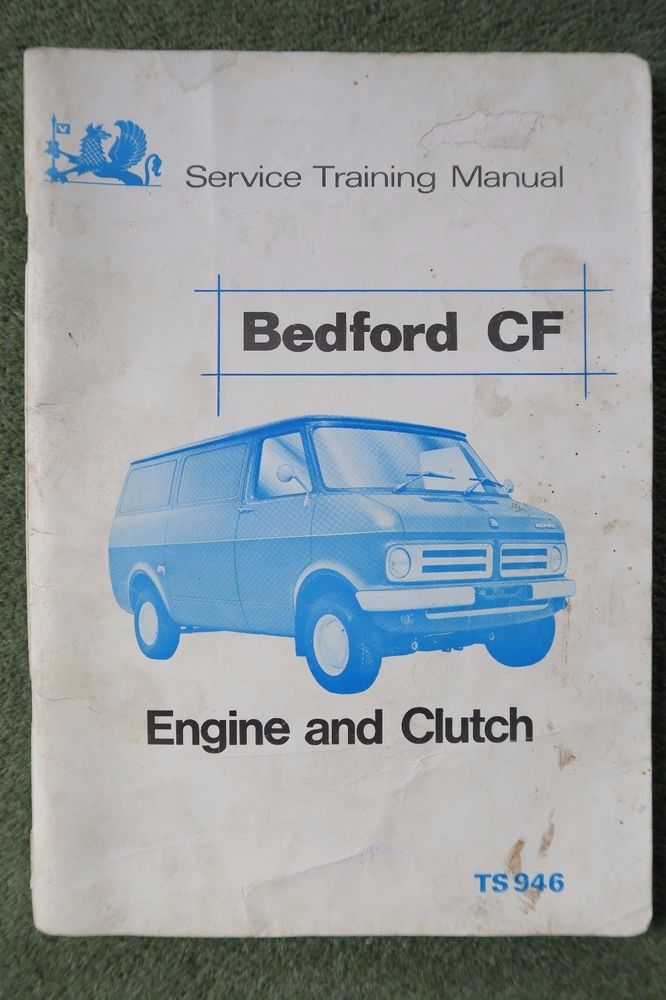 Service Training Manual
Bedford CF
Engine and Clutch
TS 946